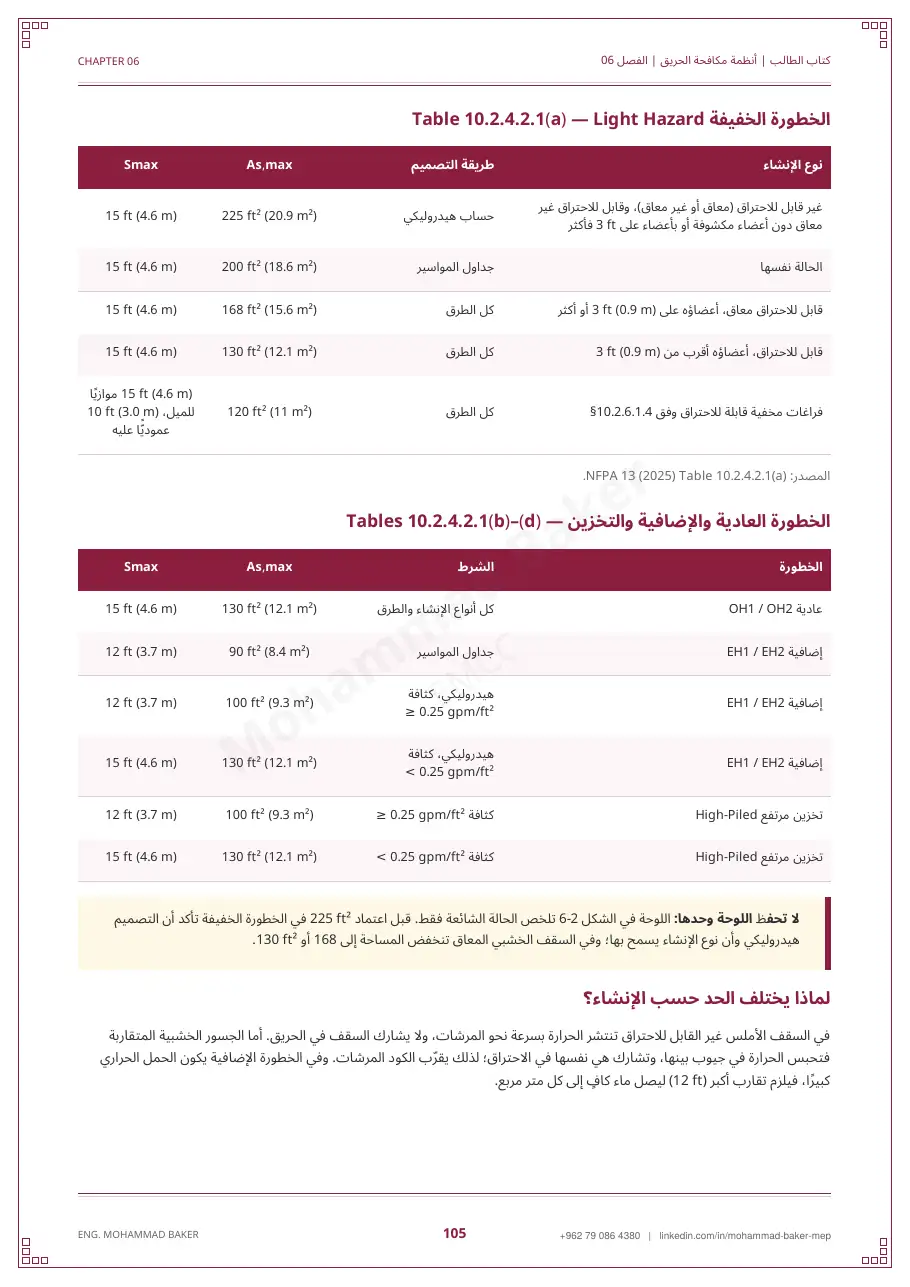 كتاب الطالب | أنظمة مكافحة الحريق | الفصل 06
CHAPTER 06
الخطورة الخفيفة Table 10.2.4.2.1(a) — Light Hazard
نوع الإنشاء | طريقة التصميم | As,max | Smax
غير قابل للاحتراق (معاق أو غير معاق)، وقابل للاحتراق غير
معاق دون أعضاء مكشوفة أو بأعضاء على 3 ft فأكثر | حساب هيدروليكي | 225 ft² (20.9 m²) | 15 ft (4.6 m)
الحالة نفسها | جداول المواسير | 200 ft² (18.6 m²) | 15 ft (4.6 m)
قابل للاحتراق معاق، أعضاؤه على 3 ft (0.9 m) أو أكثر | كل الطرق | 168 ft² (15.6 m²) | 15 ft (4.6 m)
قابل للاحتراق، أعضاؤه أقرب من 3 ft (0.9 m) | كل الطرق | 130 ft² (12.1 m²) | 15 ft (4.6 m)
فراغات مخفية قابلة للاحتراق وفق §10.2.6.1.4 | كل الطرق | 120 ft² (11 m²) | 15 ft (4.6 m) موازيًا
للميل، 10 ft (3.0 m)
عموديًّا عليه
المصدر: NFPA 13 (2025) Table 10.2.4.2.1(a).
الخطورة العادية والإضافية والتخزين — Tables 10.2.4.2.1(b)–(d)
الخطورة | الشرط | As,max | Smax
عادية OH1 / OH2 | كل أنواع الإنشاء والطرق | 130 ft² (12.1 m²) | 15 ft (4.6 m)
إضافية EH1 / EH2 | جداول المواسير | 90 ft² (8.4 m²) | 12 ft (3.7 m)
إضافية EH1 / EH2 | هيدروليكي، كثافة
≥ 0.25 gpm/ft² | 100 ft² (9.3 m²) | 12 ft (3.7 m)
إضافية EH1 / EH2 | هيدروليكي، كثافة
< 0.25 gpm/ft² | 130 ft² (12.1 m²) | 15 ft (4.6 m)
تخزين مرتفع High-Piled | كثافة ≥ 0.25 gpm/ft² | 100 ft² (9.3 m²) | 12 ft (3.7 m)
تخزين مرتفع High-Piled | كثافة < 0.25 gpm/ft² | 130 ft² (12.1 m²) | 15 ft (4.6 m)
لا تحفظ اللوحة وحدها: اللوحة في الشكل 2-6 تلخص الحالة الشائعة فقط. قبل اعتماد 225 ft² في الخطورة الخفيفة تأكد أن التصميم
هيدروليكي وأن نوع الإنشاء يسمح بها؛ وفي السقف الخشبي المعاق تنخفض المساحة إلى 168 أو 130 ft².
لماذا يختلف الحد حسب الإنشاء؟
في السقف الأملس غير القابل للاحتراق تنتشر الحرارة بسرعة نحو المرشات، ولا يشارك السقف في الحريق. أما الجسور الخشبية المتقاربة
فتحبس الحرارة في جيوب بينها، وتشارك هي نفسها في الاحتراق؛ لذلك يقرّب الكود المرشات. وفي الخطورة الإضافية يكون الحمل الحراري
كبيرًا، فيلزم تقارب أكبر (12 ft) ليصل ماء كافٍ إلى كل متر مربع.
Mohammad Baker
SMCC
ENG. MOHAMMAD BAKER
105
+962 79 086 4380 | linkedin.com/in/mohammad-baker-mep